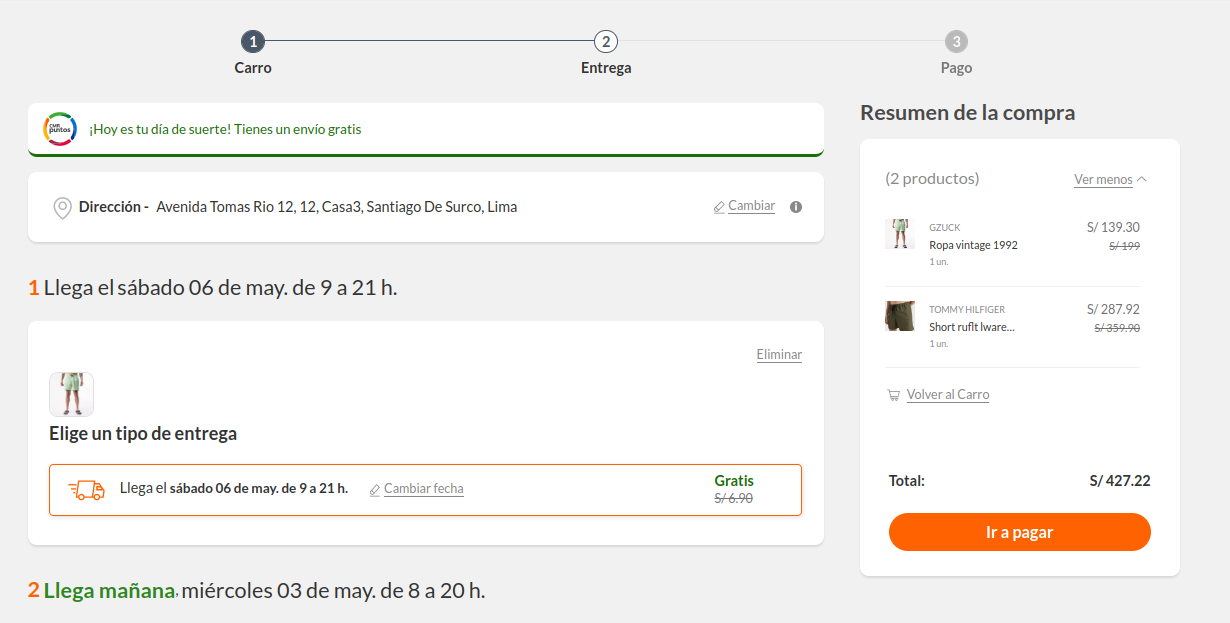 1
2
3
Carro
Entrega
Pago
CMR
puntos
¡Hoy es tu día de suerte! Tienes un envío gratis
Dirección - Avenida Tomas Rio 12, 12, Casa3, Santiago De Surco, Lima
Cambiar
1 Llega el sábado 06 de may. de 9 a 21 h.
Eliminar
Elige un tipo de entrega
Llega el sábado 06 de may. de 9 a 21 h.
Cambiar fecha
Gratis
S/ 6.90
2 Llega mañana, miércoles 03 de may. de 8 a 20 h.
Resumen de la compra
(2 productos)
Ver menos
GZUCK
Ropa vintage 1992
1 un.
S/ 139.30
S/ 199
TOMMY HILFIGER
Short ruflt lware...
1 un.
S/ 287.92
S/ 359.90
Volver al Carro
Total: S/ 427.22
Ir a pagar